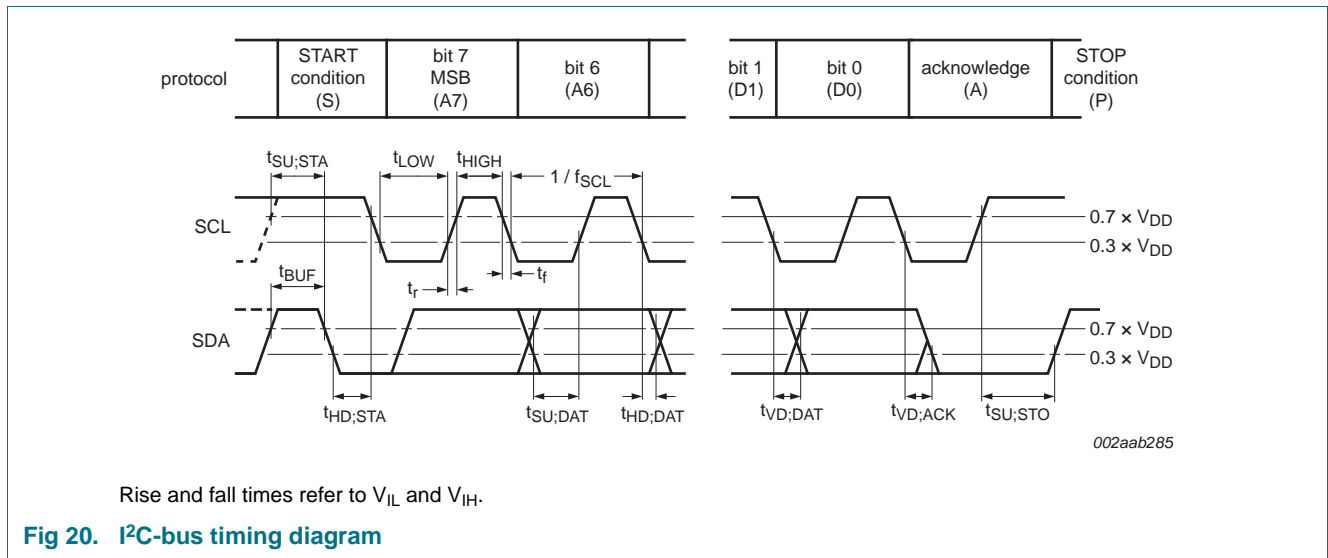 protocol
START
condition
(S)
bit 7
MSB
(A7)
bit 6
(A6)
bit 1
(D1)
bit 0
(D0)
acknowledge
(A)
STOP
condition
(P)
tSU;STA
tLOW
tHIGH
1 / fSCL
SCL
0.7 × VDD
0.3 × VDD
tBUF
tr
tf
SDA
0.7 × VDD
0.3 × VDD
tHD;STA
tSU;DAT
tHD;DAT
tVD;DAT
tVD;ACK
tSU;STO
002aab285
Rise and fall times refer to VIL and VIH.
Fig 20. I²C-bus timing diagram